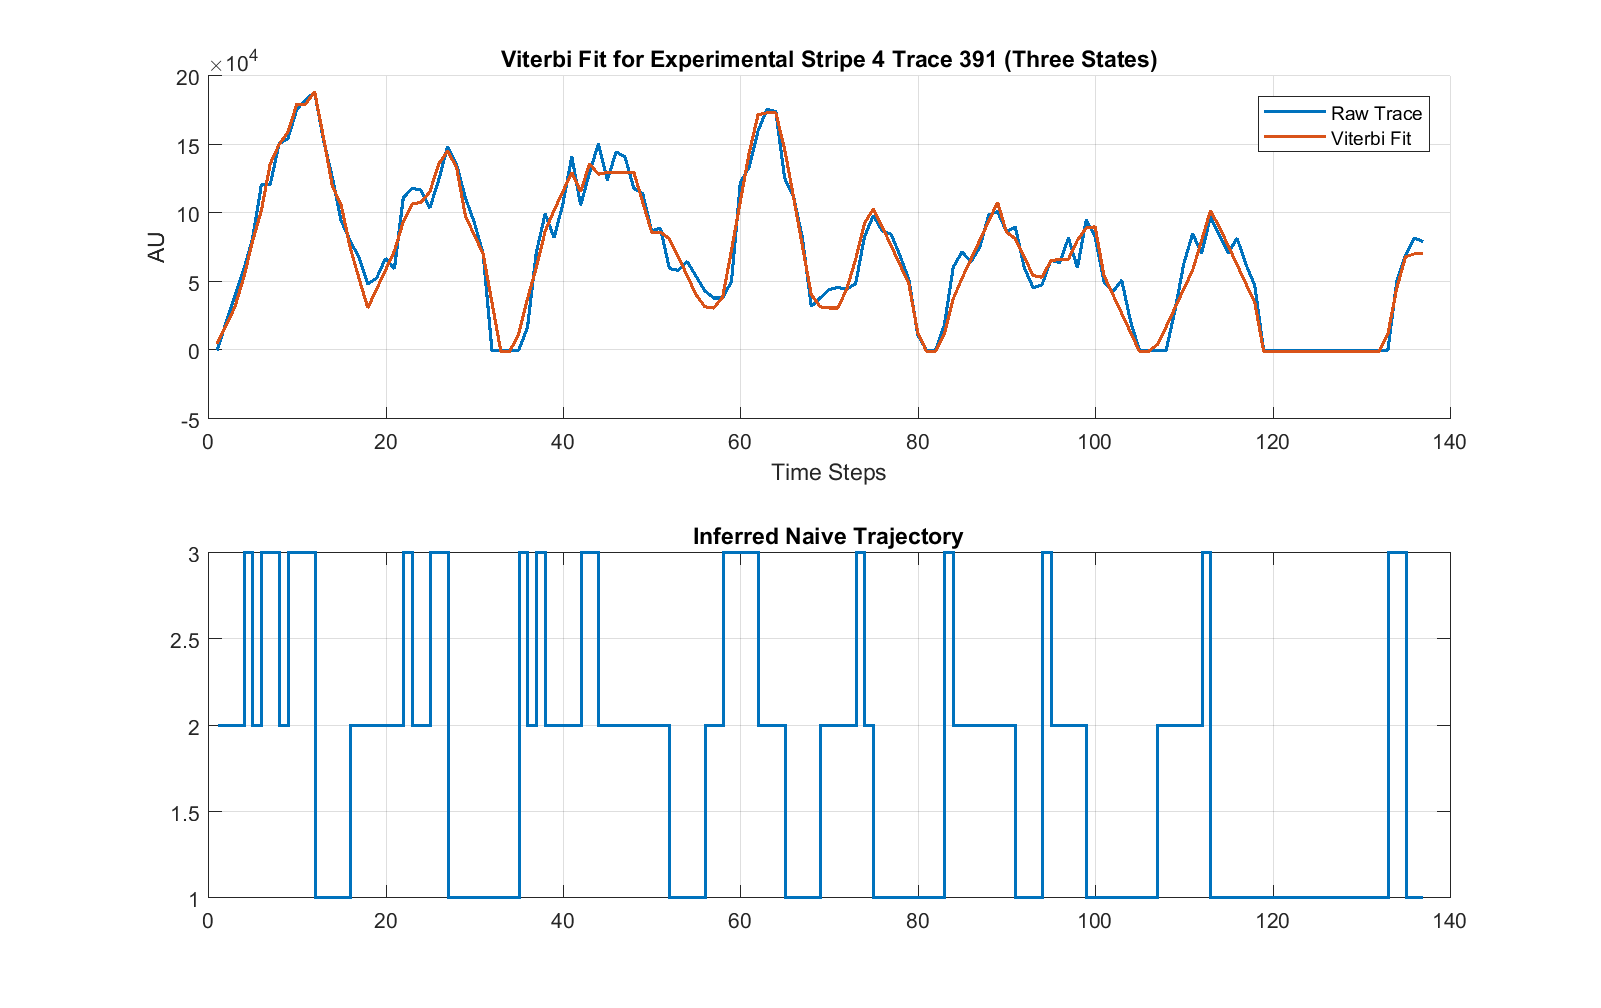 Viterbi Fit for Experimental Stripe 4 Trace 391 (Three States)
×10⁴
20
15
10
5
0
-5
AU
0 20 40 60 80 100 120 140
Time Steps
Raw Trace
Viterbi Fit
Inferred Naive Trajectory
3
2.5
2
1.5
1
0 20 40 60 80 100 120 140